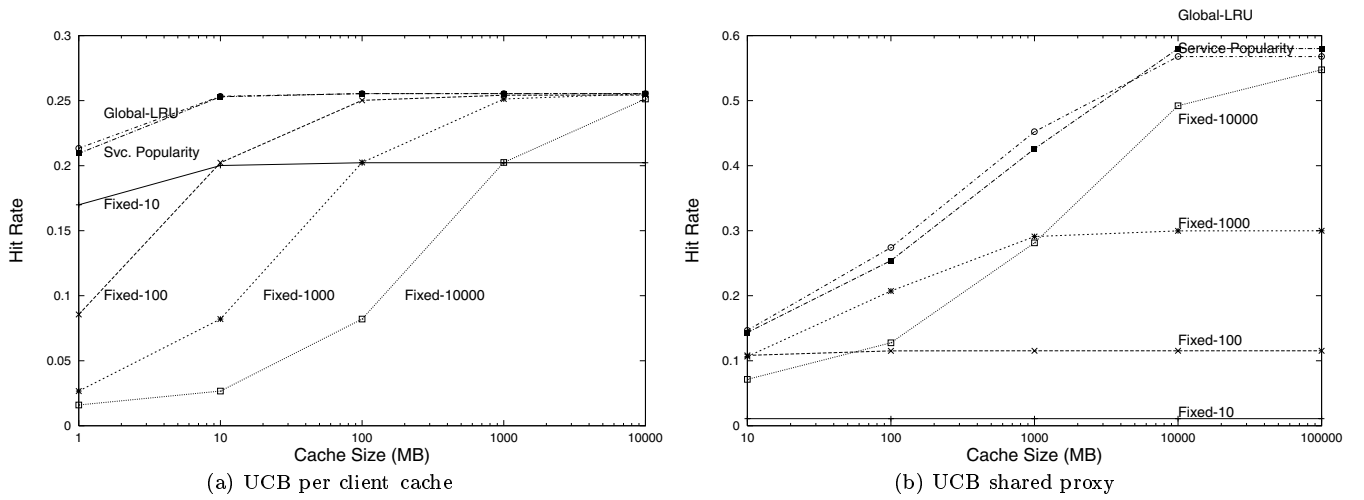 0.3
0.25
0.2
0.15
0.1
0.05
0
Hit Rate
Global-LRU
Svc. Popularity
Fixed-10
Fixed-100
Fixed-1000
Fixed-10000
1
10
100
1000
10000
Cache Size (MB)
(a) UCB per client cache
0.6
0.5
0.4
0.3
0.2
0.1
0
Hit Rate
Global-LRU
Service Popularity
Fixed-10000
Fixed-1000
Fixed-100
Fixed-10
10
100
1000
10000
100000
Cache Size (MB)
(b) UCB shared proxy